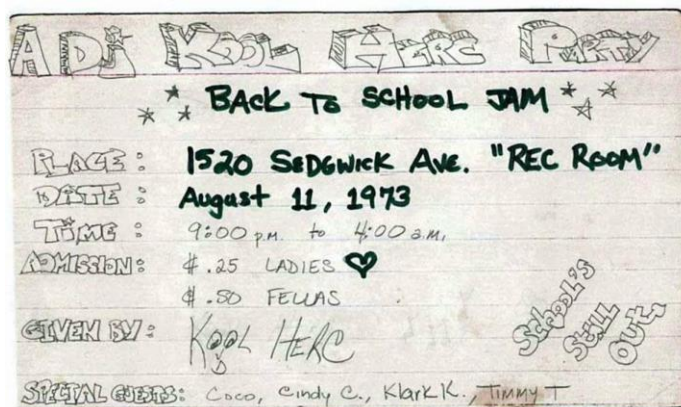 A DJ KOOL HERC PARTY
BACK TO SCHOOL JAM
PLACE: 1520 SEDGWICK AVE. "REC ROOM"
DATE: August 11, 1973
TIME: 9:00 p.m. to 4:00 a.m.
ADMISSION: $.25 LADIES ♥
$.50 FELLAS
GIVEN BY: KOOL HERC
SCHOOL'S STILL OUT,
SPECIAL GUESTS: Coco, Cindy C., Klark K., Timmy T